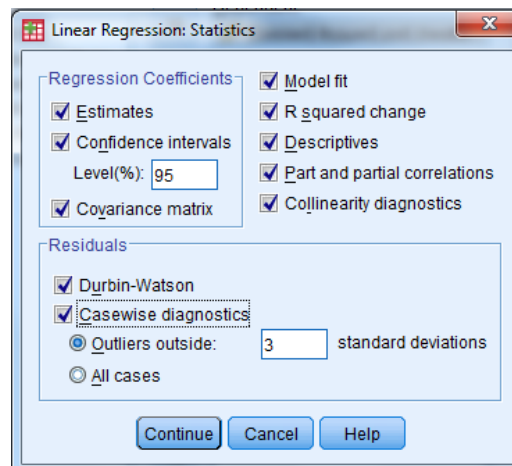 Linear Regression: Statistics
Regression Coefficients
Estimates
Confidence intervals
Level(%): 95
Covariance matrix
Model fit
R squared change
Descriptives
Part and partial correlations
Collinearity diagnostics
Residuals
Durbin-Watson
Casewise diagnostics
Outliers outside: 3 standard deviations
All cases
Continue Cancel Help